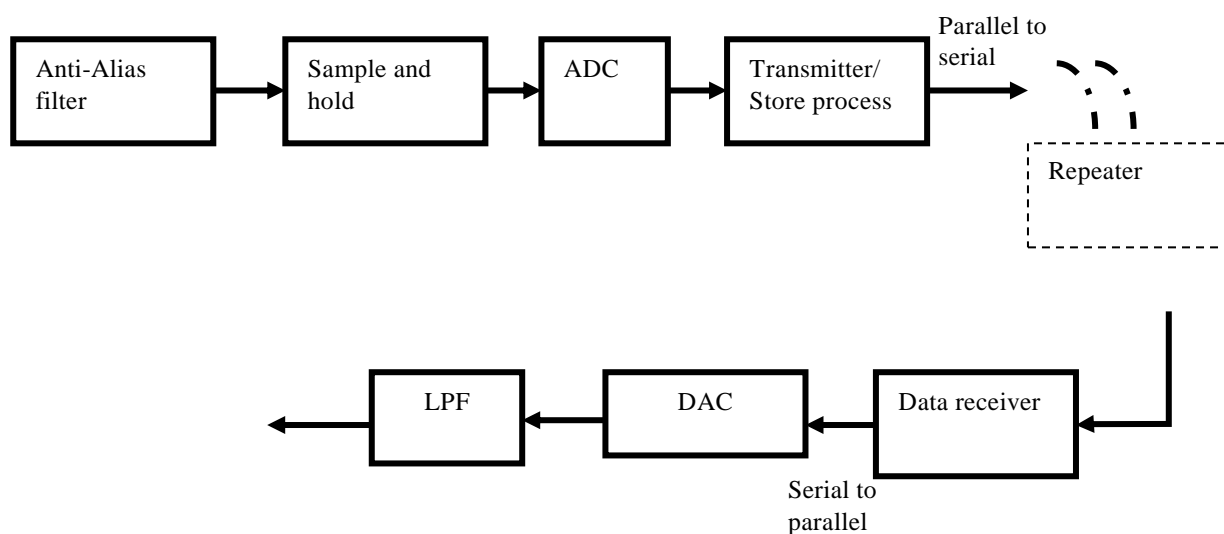 Anti-Alias
filter
Sample and
hold
ADC
Transmitter/
Store process
Parallel to
serial
Repeater
LPF
DAC
Data receiver
Serial to
parallel